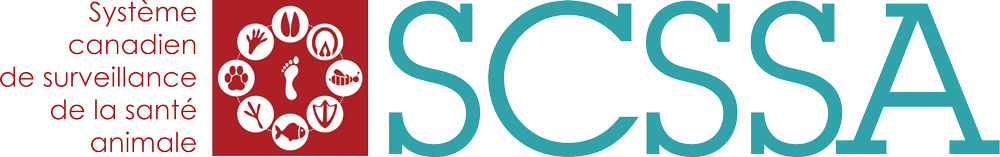 Système
canadien
de surveillance
de la santé
animale
SCSSA